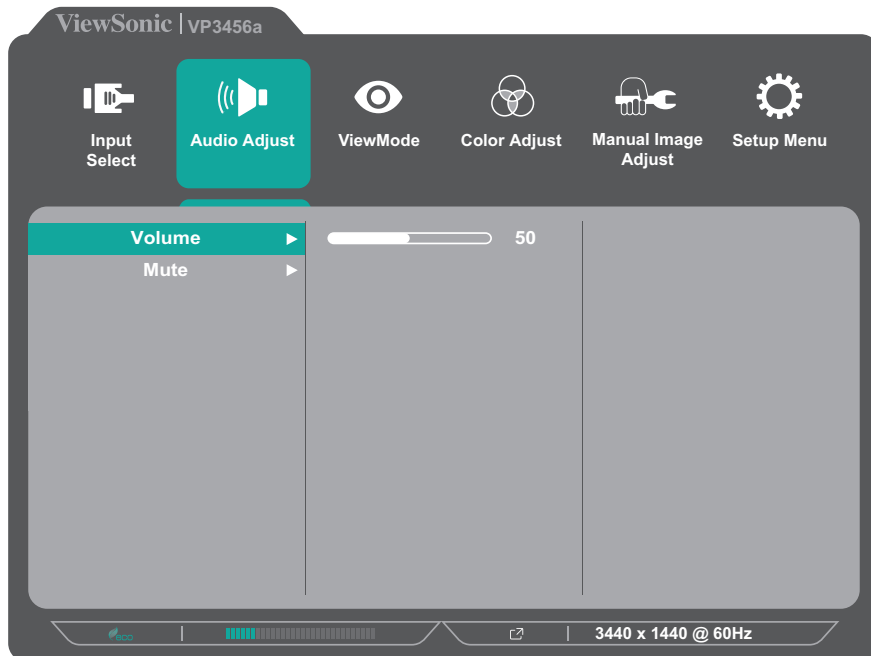 ViewSonic | VP3456a
Input
Select
Audio Adjust
ViewMode
Color Adjust
Manual Image
Adjust
Setup Menu
Volume
50
Mute
eco
3440 x 1440 @ 60Hz